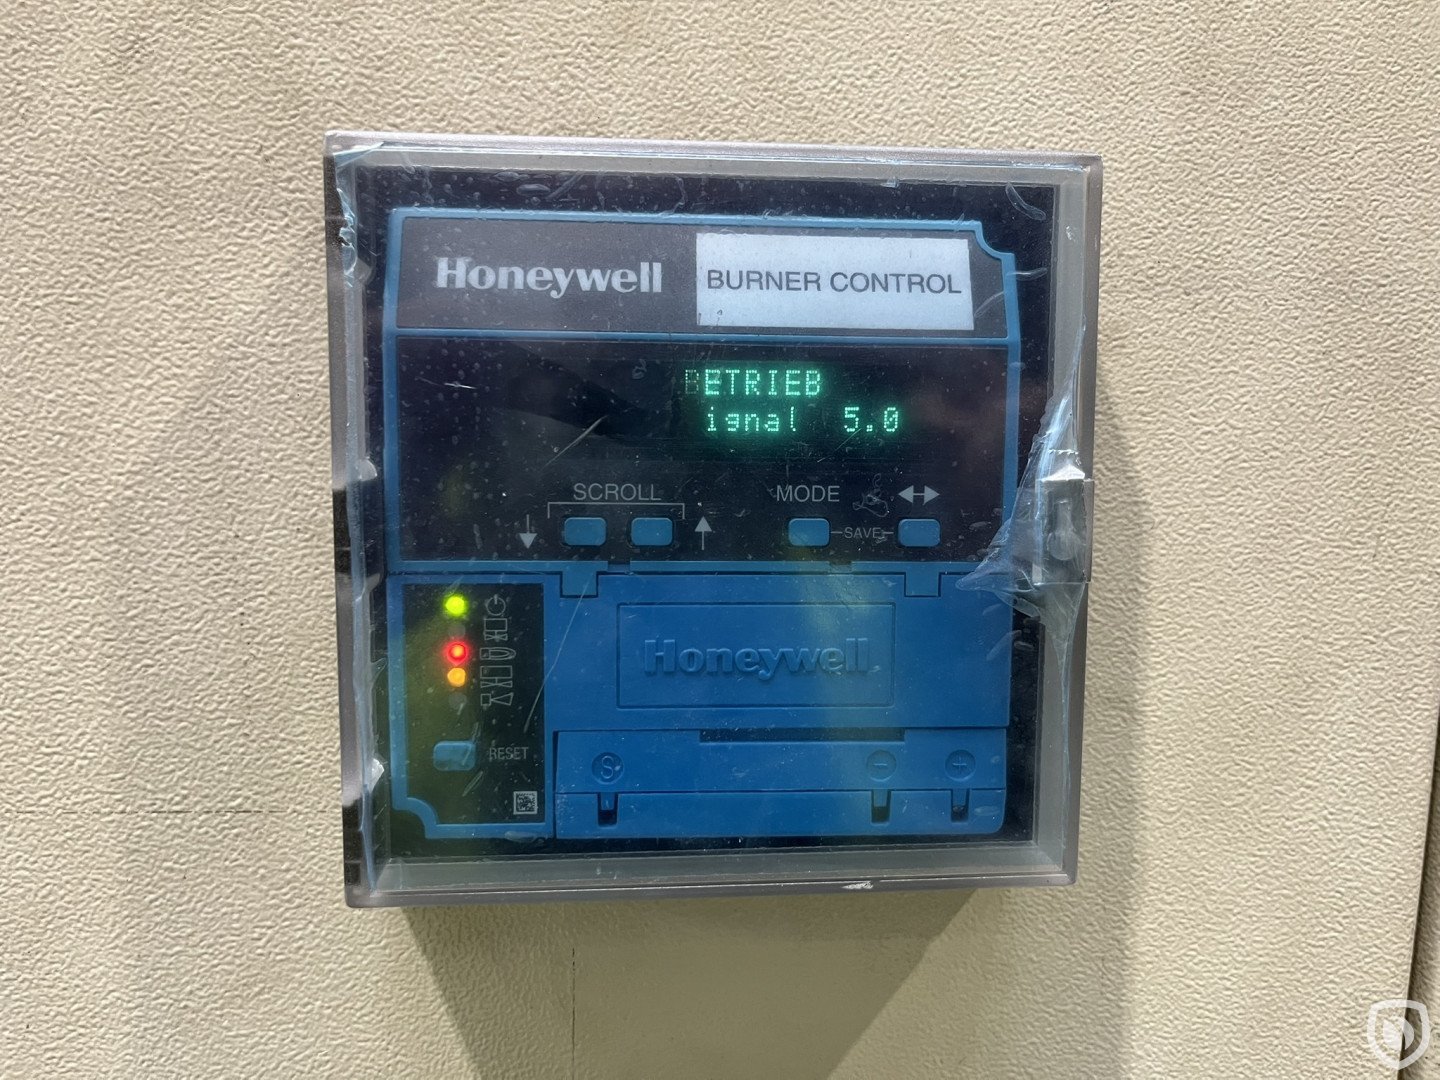 Honeywell
BURNER CONTROL
BETRIEB
ignal 5.0
SCROLL
MODE
SAVE
Honeywell
RESET
S - +